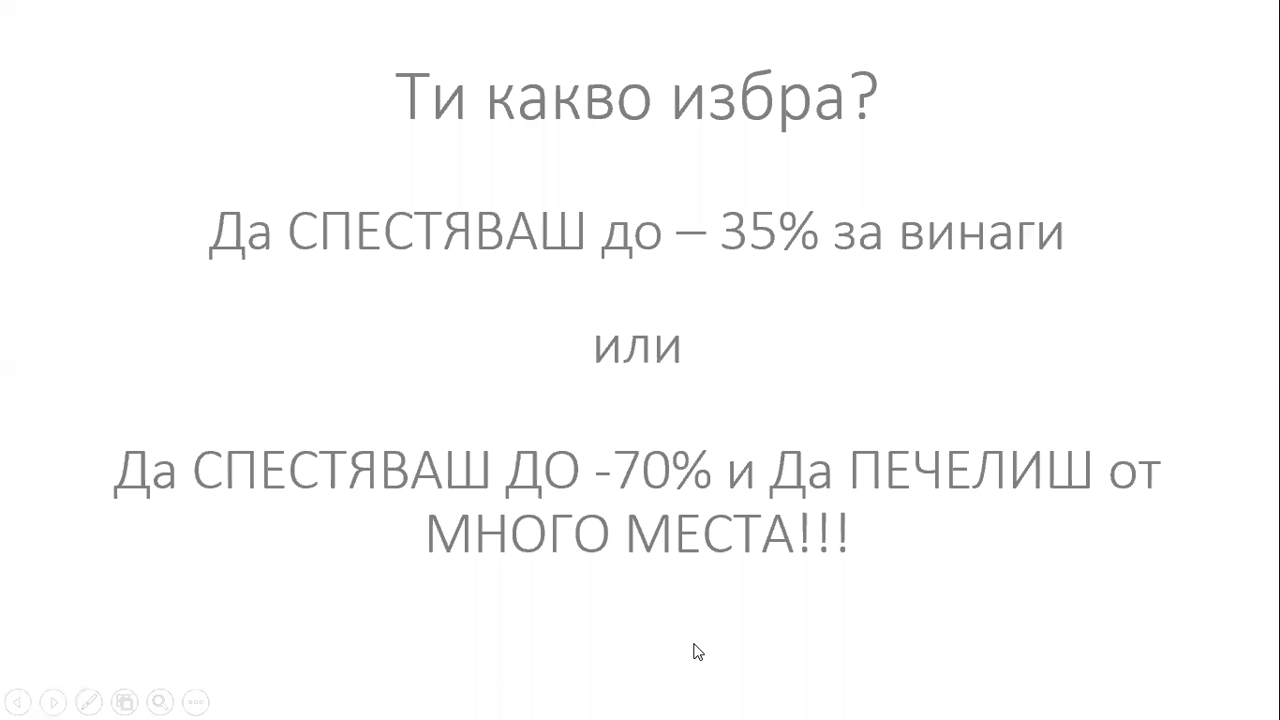 Ти какво избра?
Да СПЕСТЯВАШ до – 35% за винаги
или
Да СПЕСТЯВАШ ДО -70% и Да ПЕЧЕЛИШ от
МНОГО МЕСТА!!!